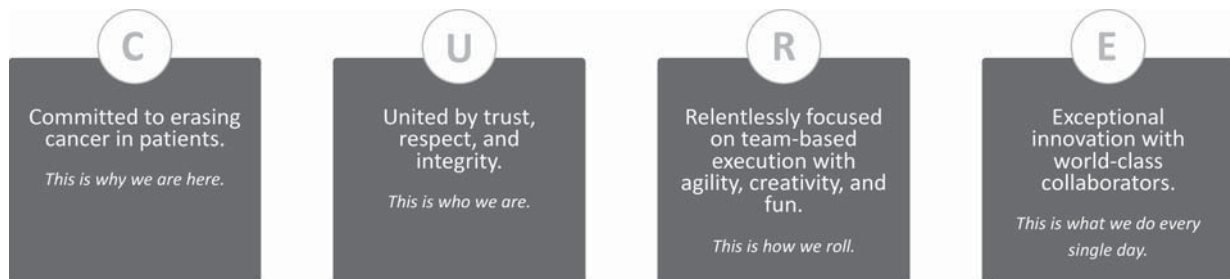 C
Committed to erasing
cancer in patients.
This is why we are here.
U
United by trust,
respect, and
integrity.
This is who we are.
R
Relentlessly focused
on team-based
execution with
agility, creativity, and
fun.
This is how we roll.
E
Exceptional
innovation with
world-class
collaborators.
This is what we do every
single day.